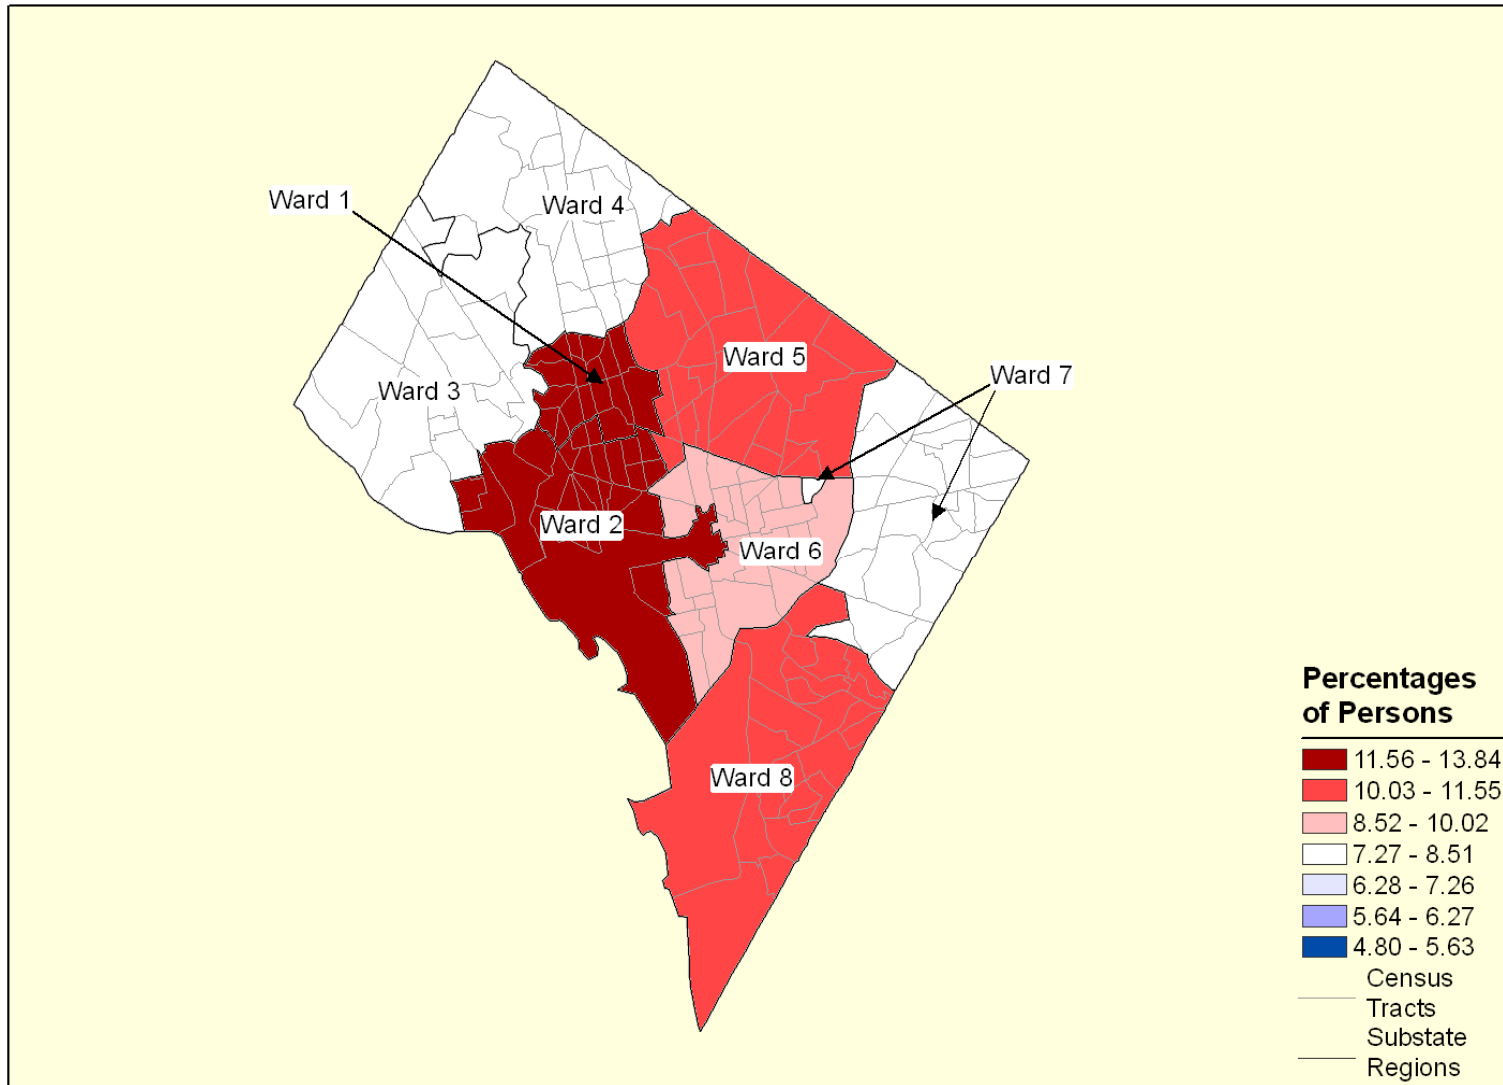 Ward 1
Ward 4
Ward 5
Ward 7
Ward 3
Ward 2
Ward 6
Ward 8
Percentages
of Persons
11.56 - 13.84
10.03 - 11.55
8.52 - 10.02
7.27 - 8.51
6.28 - 7.26
5.64 - 6.27
4.80 - 5.63
Census
Tracts
Substate
Regions